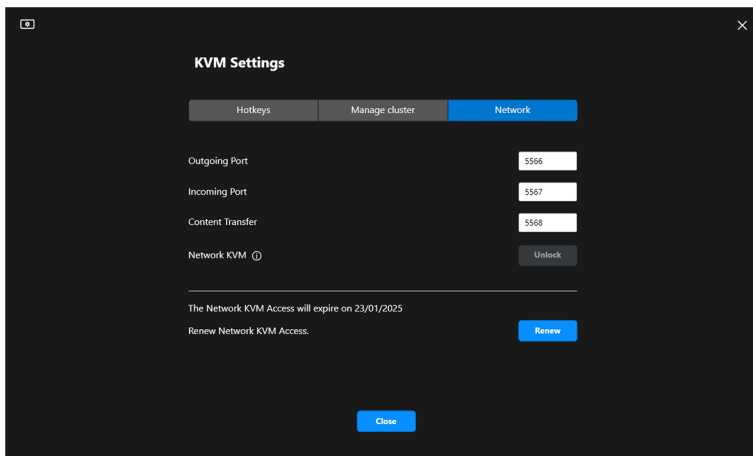 KVM Settings
Hotkeys Manage cluster Network
Outgoing Port 5566
Incoming Port 5567
Content Transfer 5568
Network KVM Unlock
The Network KVM Access will expire on 23/01/2025
Renew Network KVM Access. Renew
Close